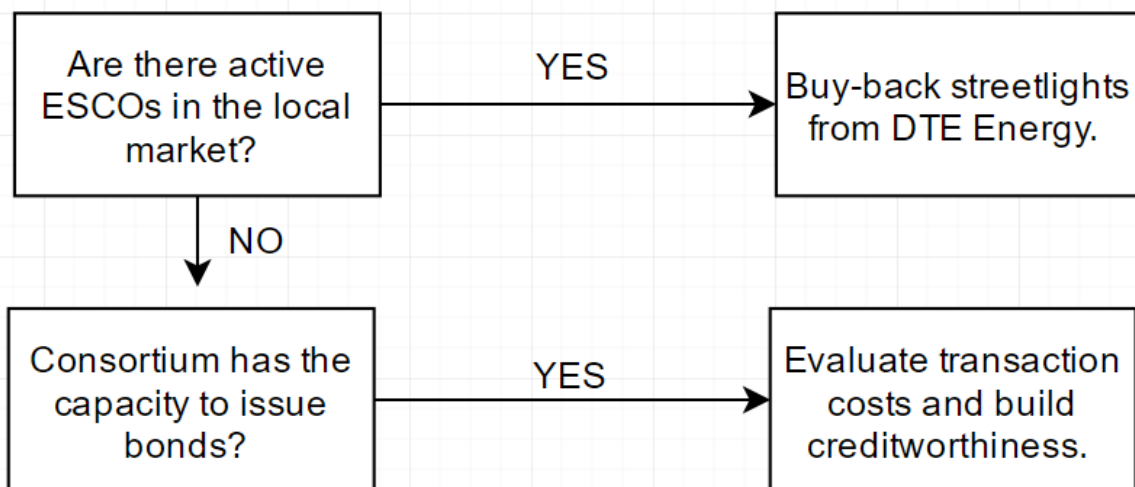 Are there active
ESCOs in the local
market?
YES
Buy-back streetlights
from DTE Energy.
NO
Consortium has the
capacity to issue
bonds?
YES
Evaluate transaction
costs and build
creditworthiness.